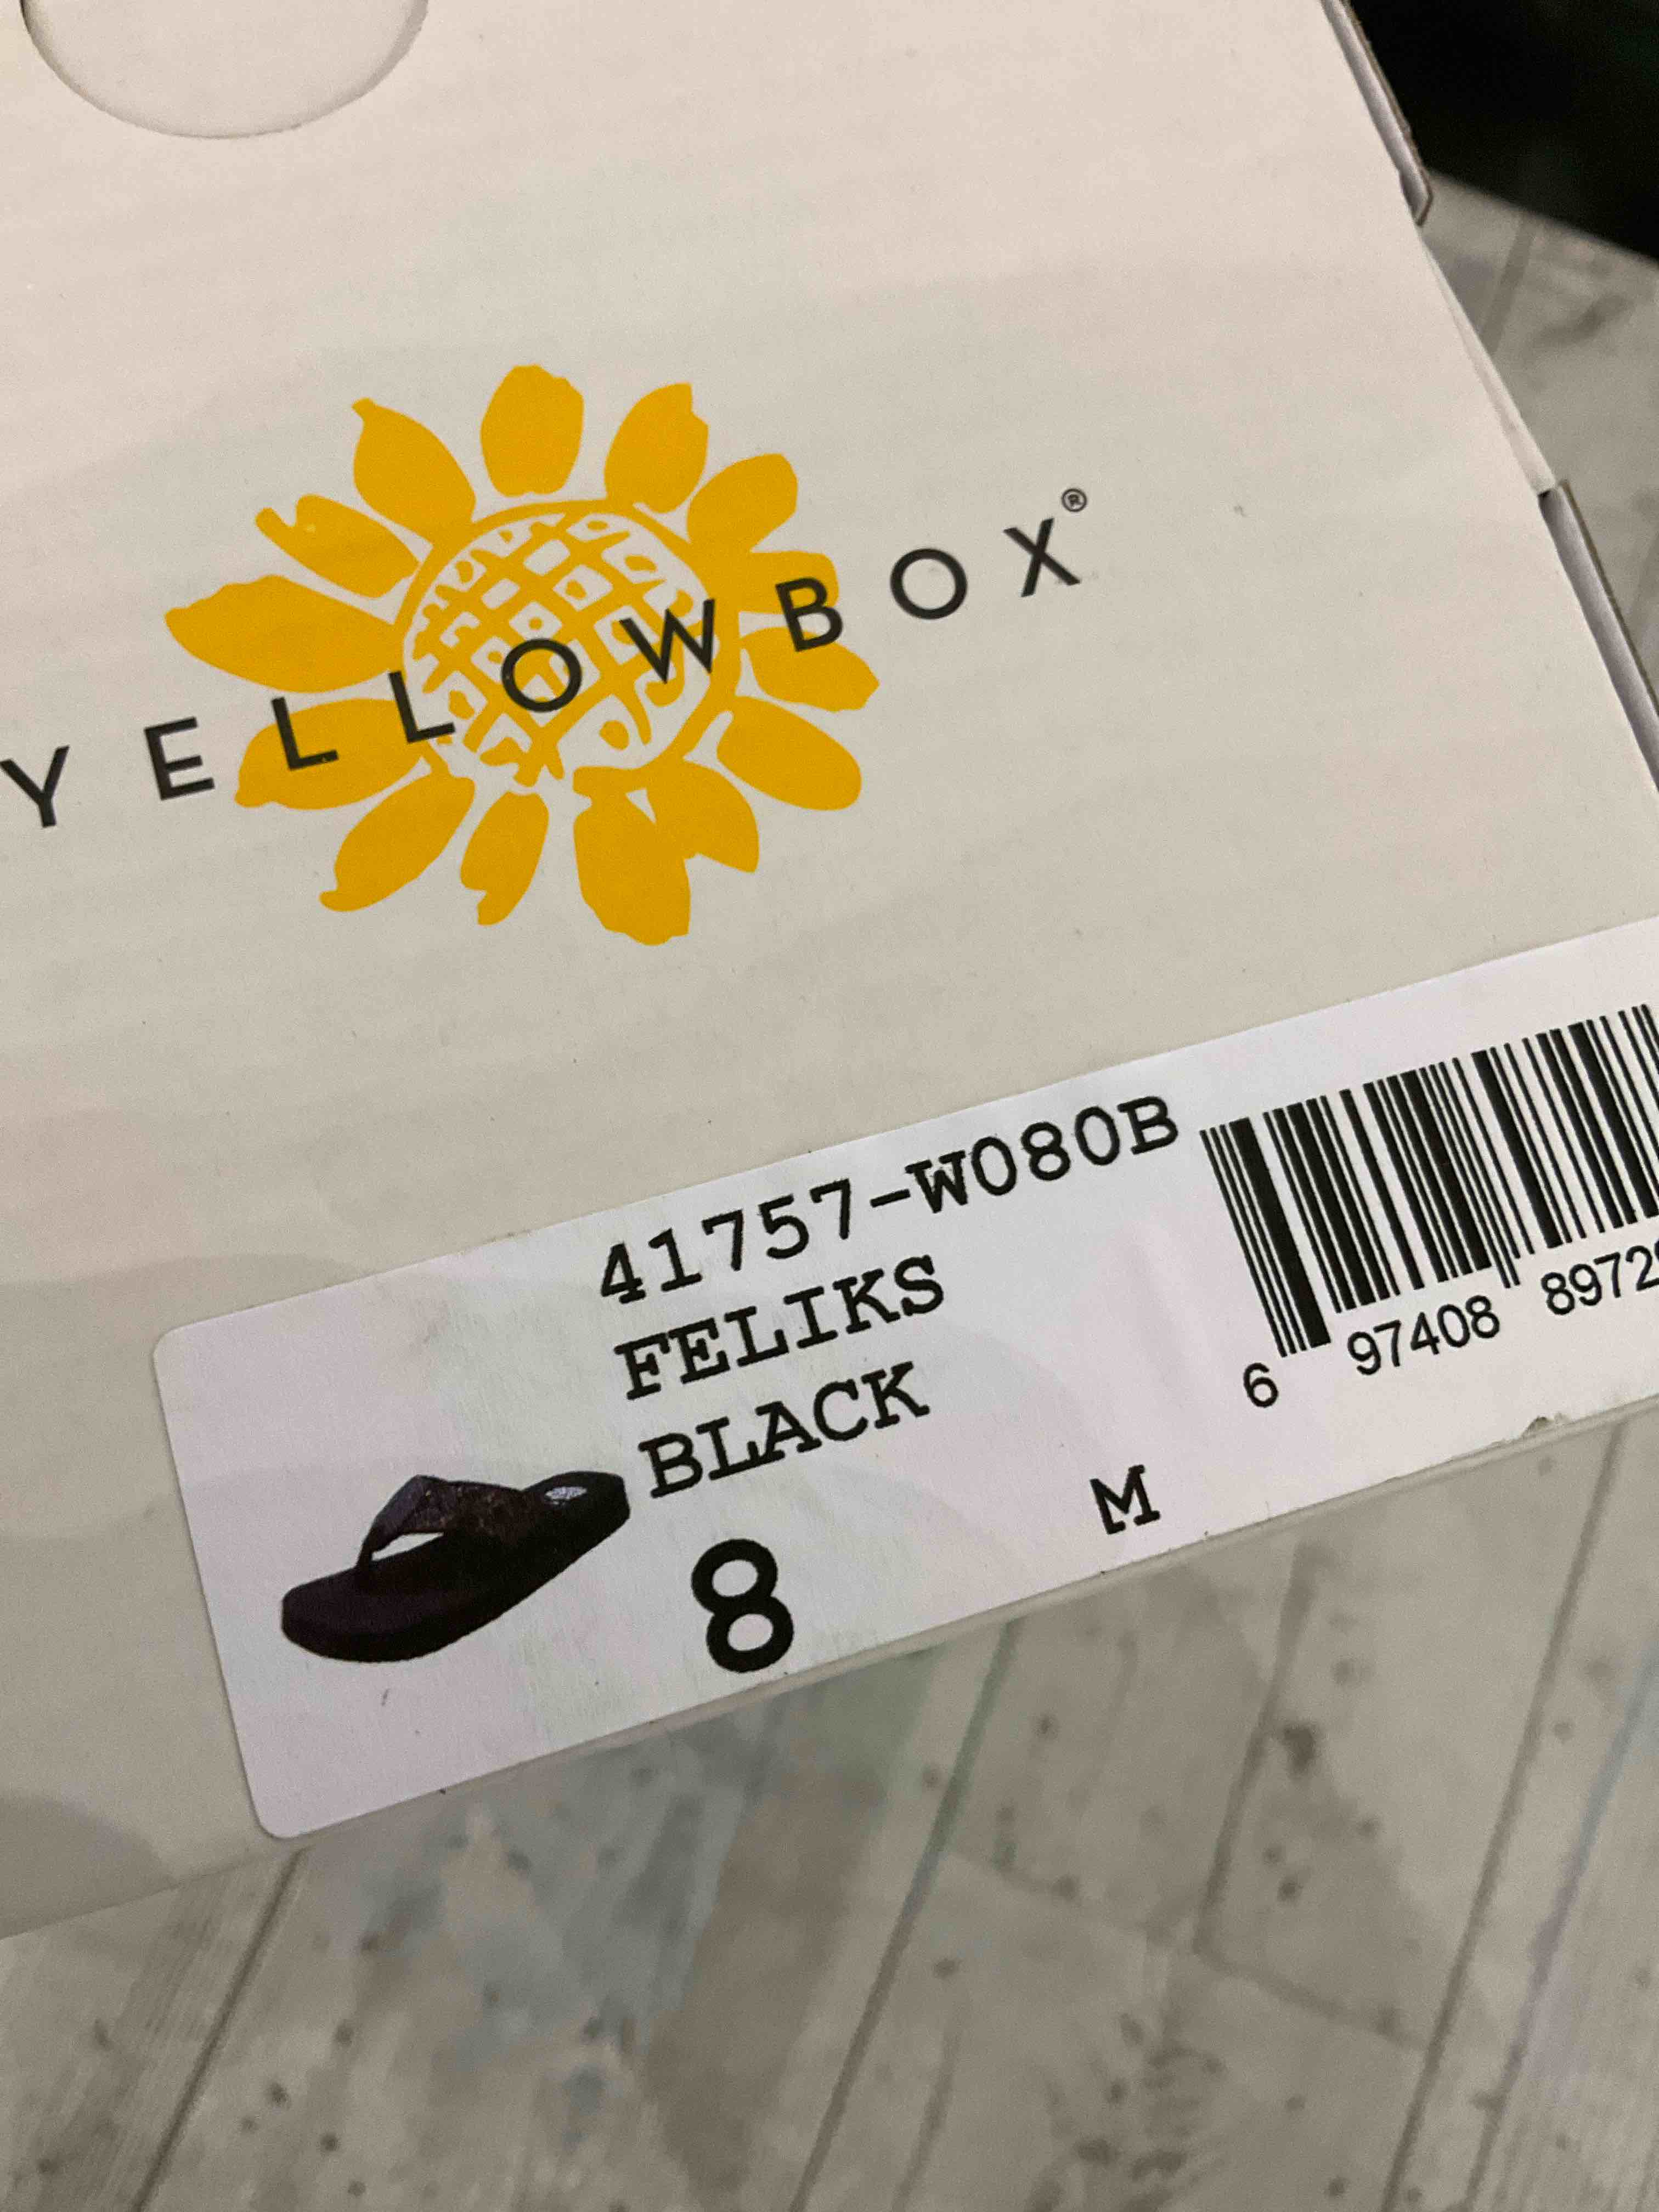 YELLOWBOX®
41757-W080B
FELIKS
BLACK
8 M
6 97408 8972